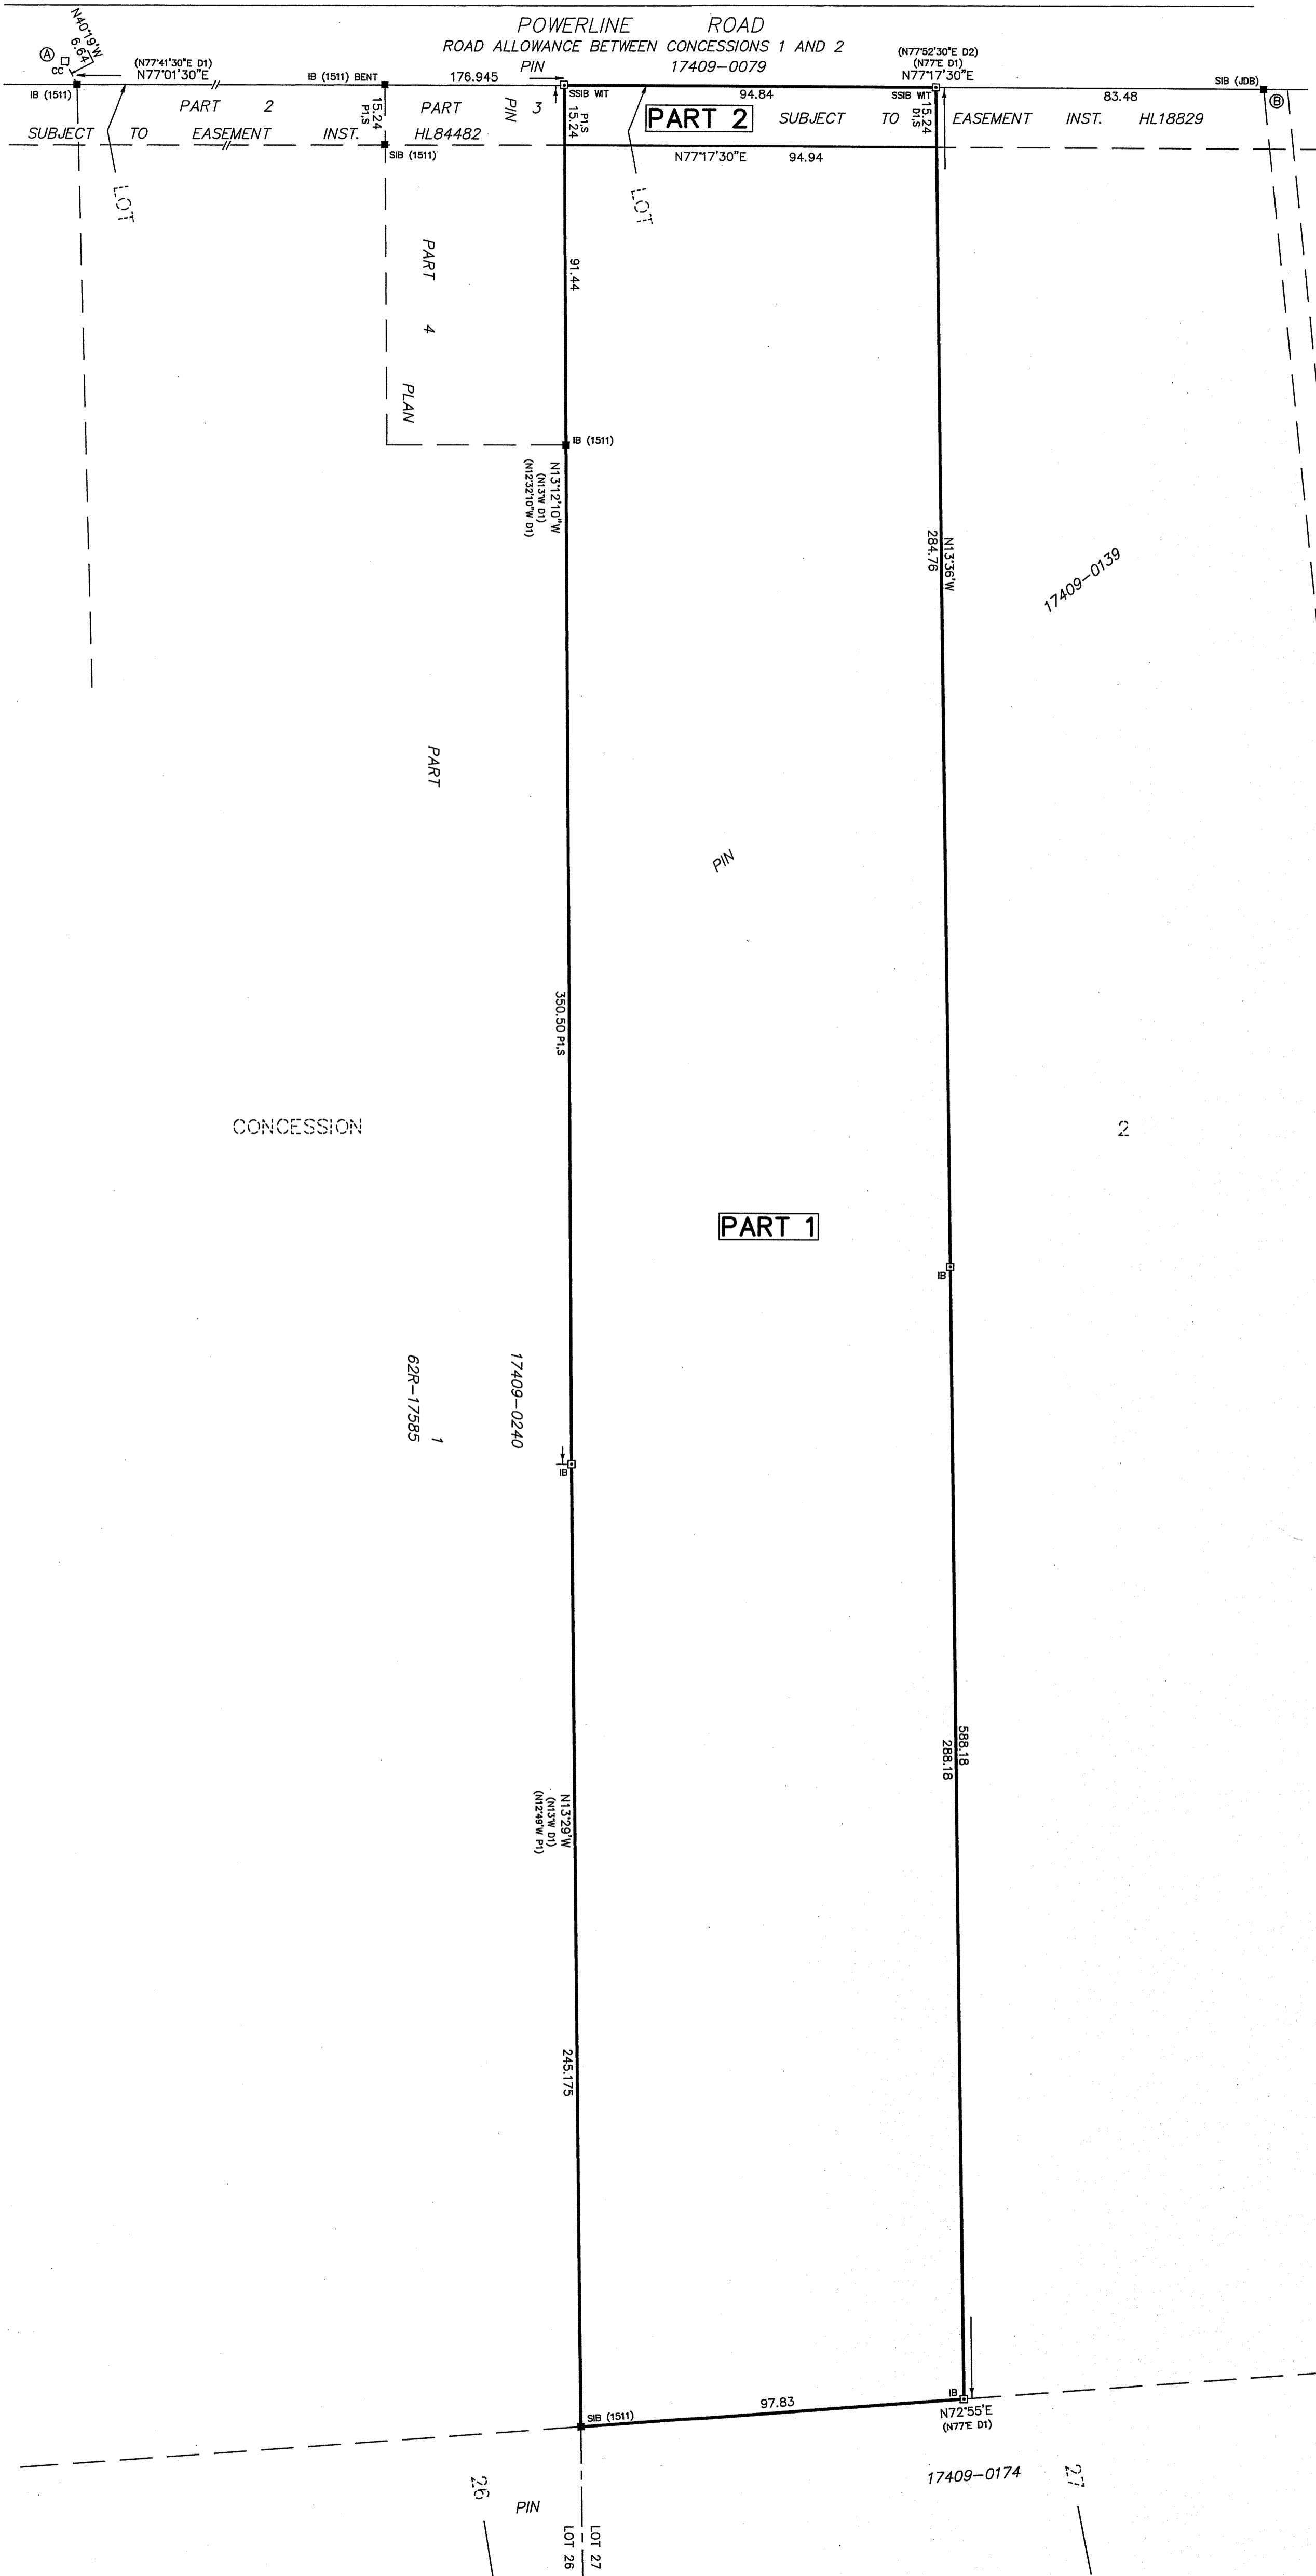 POWERLINE ROAD
ROAD ALLOWANCE BETWEEN CONCESSIONS 1 AND 2
PIN 17409-0079
N40°19'W
6.64
A
CC
(N77°41'30"E D1)
N77°01'30"E
IB (1511)
IB (1511) BENT
176.945
(N77°52'30"E D2)
(N77°E D1)
N77°17'30"E
SIB (JDB)
B
SSIB WIT
94.84
SSIB WIT
83.48
PART 2
15.24
P1,S
PART 3
PIN
15.24
P1,S
PART 2
15.24
D1,S
SUBJECT TO EASEMENT INST. HL18829
SUBJECT TO EASEMENT INST. HL84482
SIB (1511)
N77°17'30"E 94.94
LOT
LOT
PART 4
PLAN
91.44
IB (1511)
N13°12'10"W
(N13°W D1)
(N12°32'10"W D1)
N13°36'W
284.76
17409-0139
PART
PIN
350.50 P1,S
CONCESSION
2
PART 1
IB
62R-17585
1
17409-0240
IB
588.18
288.18
N13°29'W
(N13°W D1)
(N12°49'W P1)
245.175
97.83
IB
N72°55'E
(N77°E D1)
SIB (1511)
17409-0174
26
27
PIN
LOT 27
LOT 26